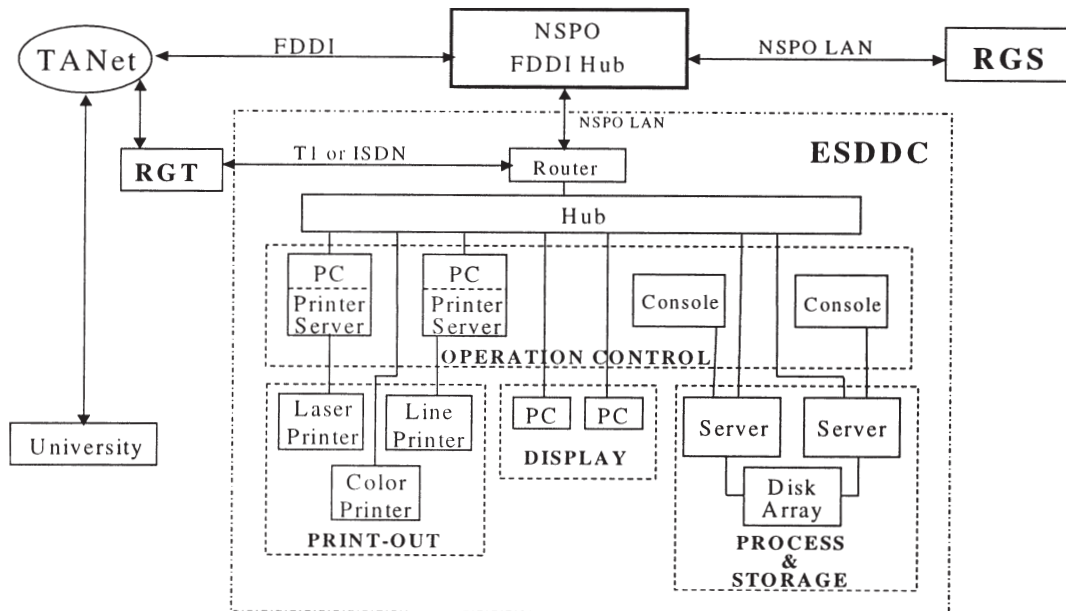 TANet
FDDI
NSPO
FDDI Hub
NSPO LAN
RGS
NSPO LAN
ESDDC
RGT
T1 or ISDN
Router
Hub
PC
Printer
Server
PC
Printer
Server
Console
Console
OPERATION CONTROL
Laser
Printer
Line
Printer
Color
Printer
PRINT-OUT
PC
PC
DISPLAY
Server
Server
Disk
Array
PROCESS
&
STORAGE
University